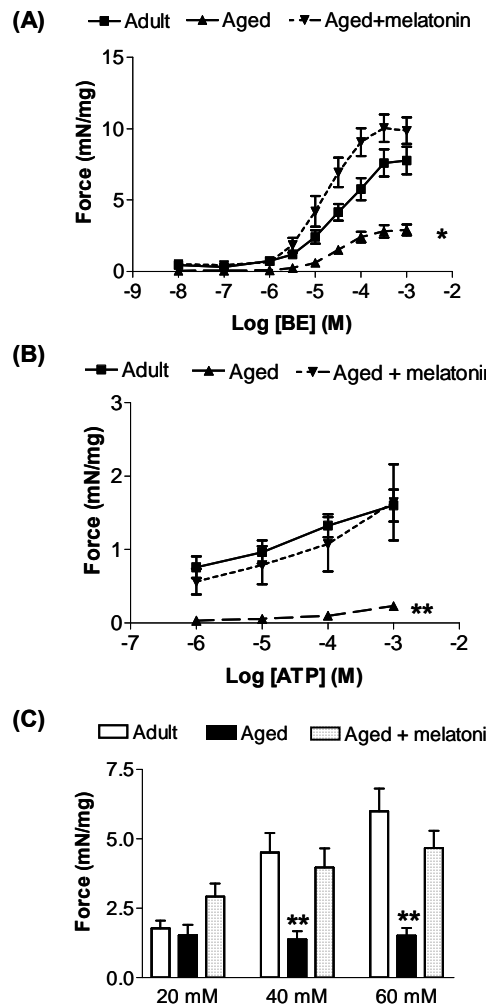 (A)
Adult Aged Aged+melatonin
15
10
5
0
Force (mN/mg)
*
-9 -8 -7 -6 -5 -4 -3 -2
Log [BE] (M)
(B)
Adult Aged Aged + melatonin
3
2
1
0
Force (mN/mg)
**
-7 -6 -5 -4 -3 -2
Log [ATP] (M)
(C)
Adult Aged Aged + melatoni
7.5
5.0
2.5
0.0
Force (mN/mg)
** **
20 mM 40 mM 60 mM